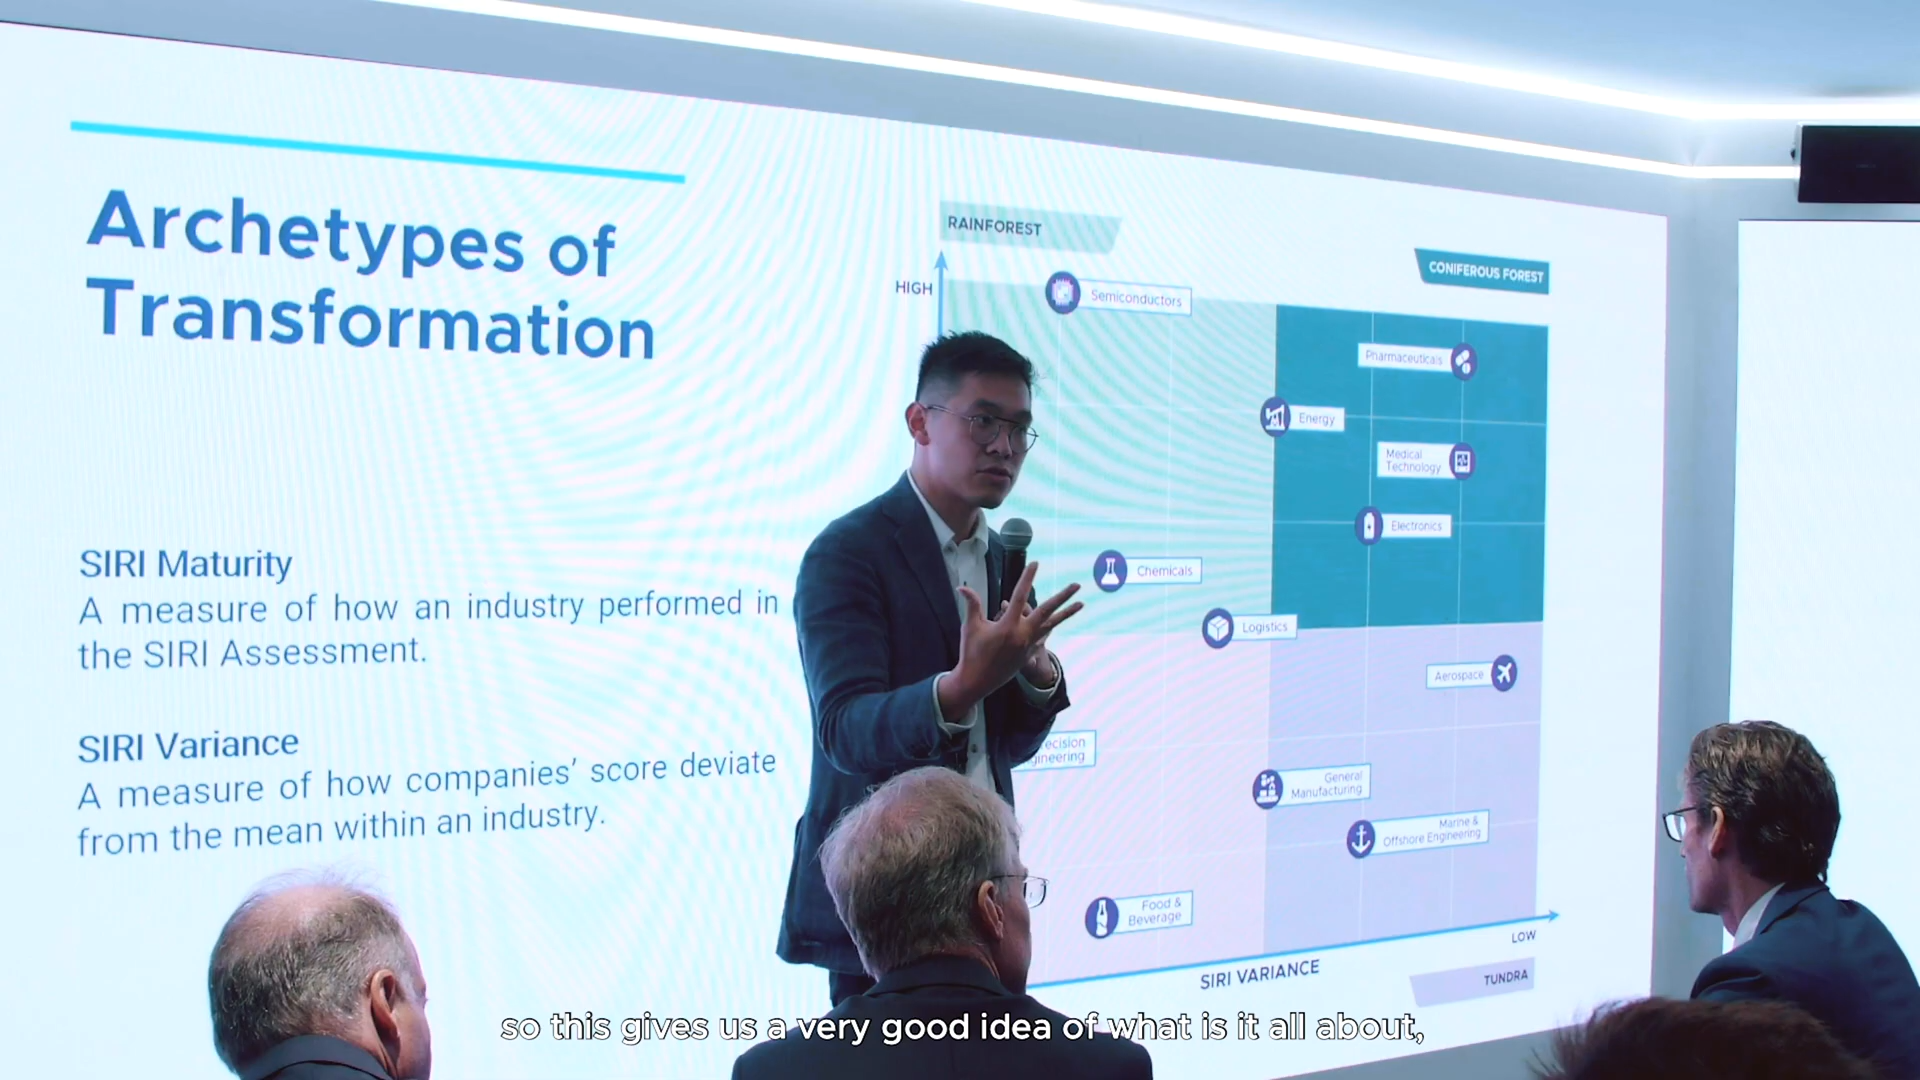 Archetypes of
Transformation
SIRI Maturity
A measure of how an industry performed in
the SIRI Assessment.
SIRI Variance
A measure of how companies' score deviate
from the mean within an industry.
RAINFOREST
CONIFEROUS FOREST
HIGH
Semiconductors
Pharmaceuticals
Energy
Medical
Technology
Electronics
Chemicals
Logistics
Aerospace
General
Manufacturing
Marine &
Offshore Engineering
Food &
Beverage
LOW
SIRI VARIANCE
TUNDRA
so this gives us a very good idea of what is it all about,